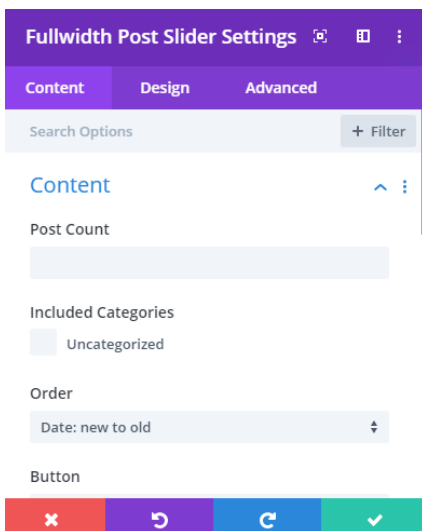 Fullwidth Post Slider Settings
Content Design Advanced
Search Options + Filter
Content
Post Count
Included Categories
Uncategorized
Order
Date: new to old
Button